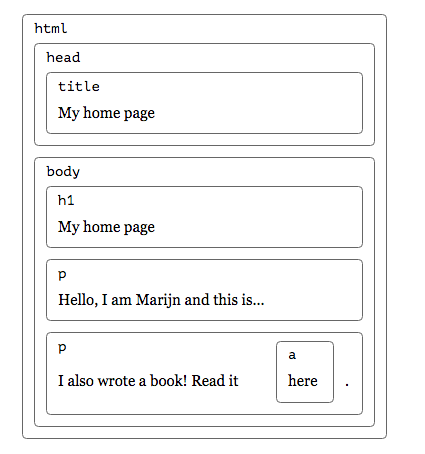 html
head
title
My home page
body
h1
My home page
p
Hello, I am Marijn and this is...
p
I also wrote a book! Read it
a
here
.